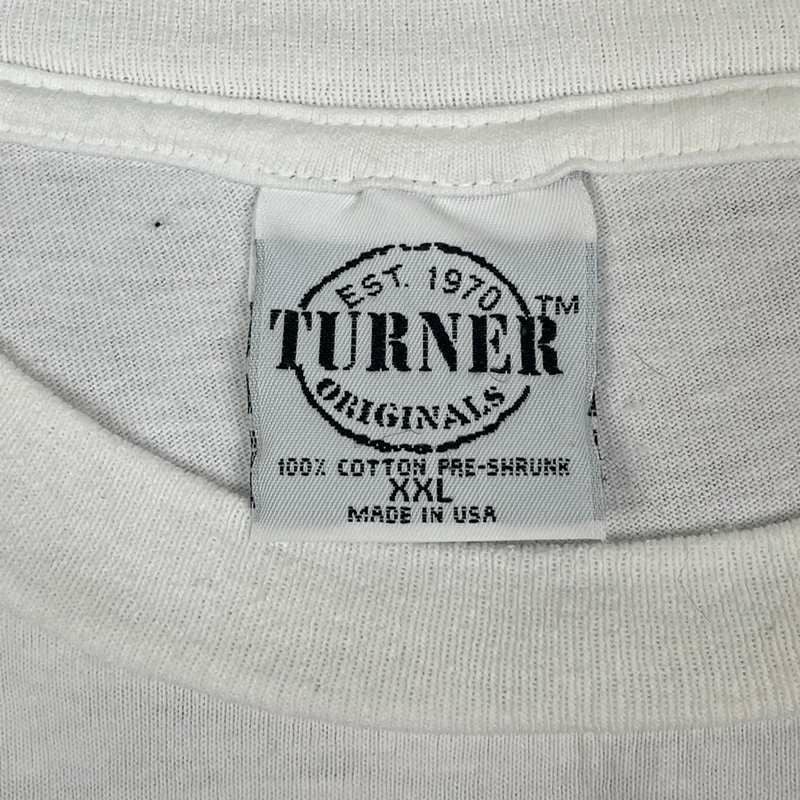 EST. 1970
TURNER™
ORIGINALS
100% COTTON PRE-SHRUNK
XXL
MADE IN USA